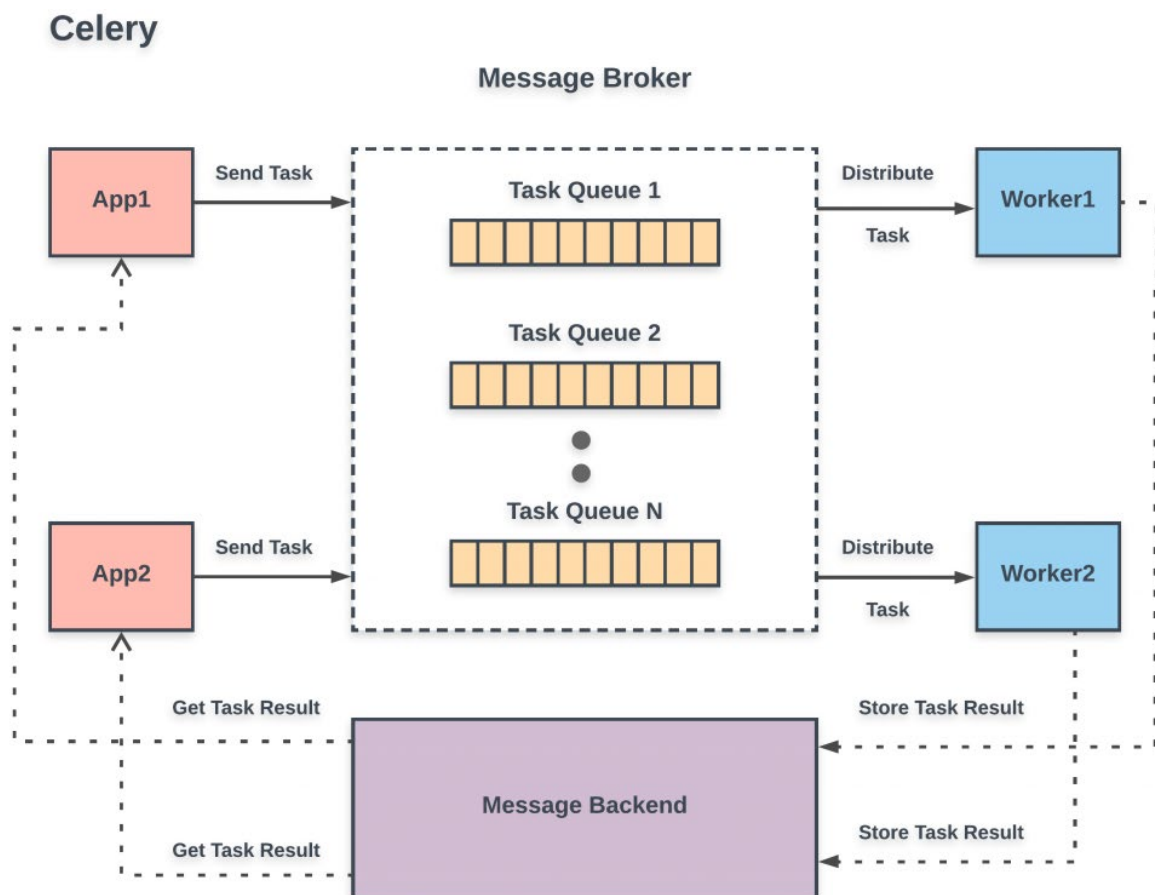 Celery
Message Broker
App1
Send Task
Task Queue 1
Distribute
Task
Worker1
Task Queue 2
Task Queue N
App2
Send Task
Distribute
Task
Worker2
Get Task Result
Store Task Result
Message Backend
Get Task Result
Store Task Result